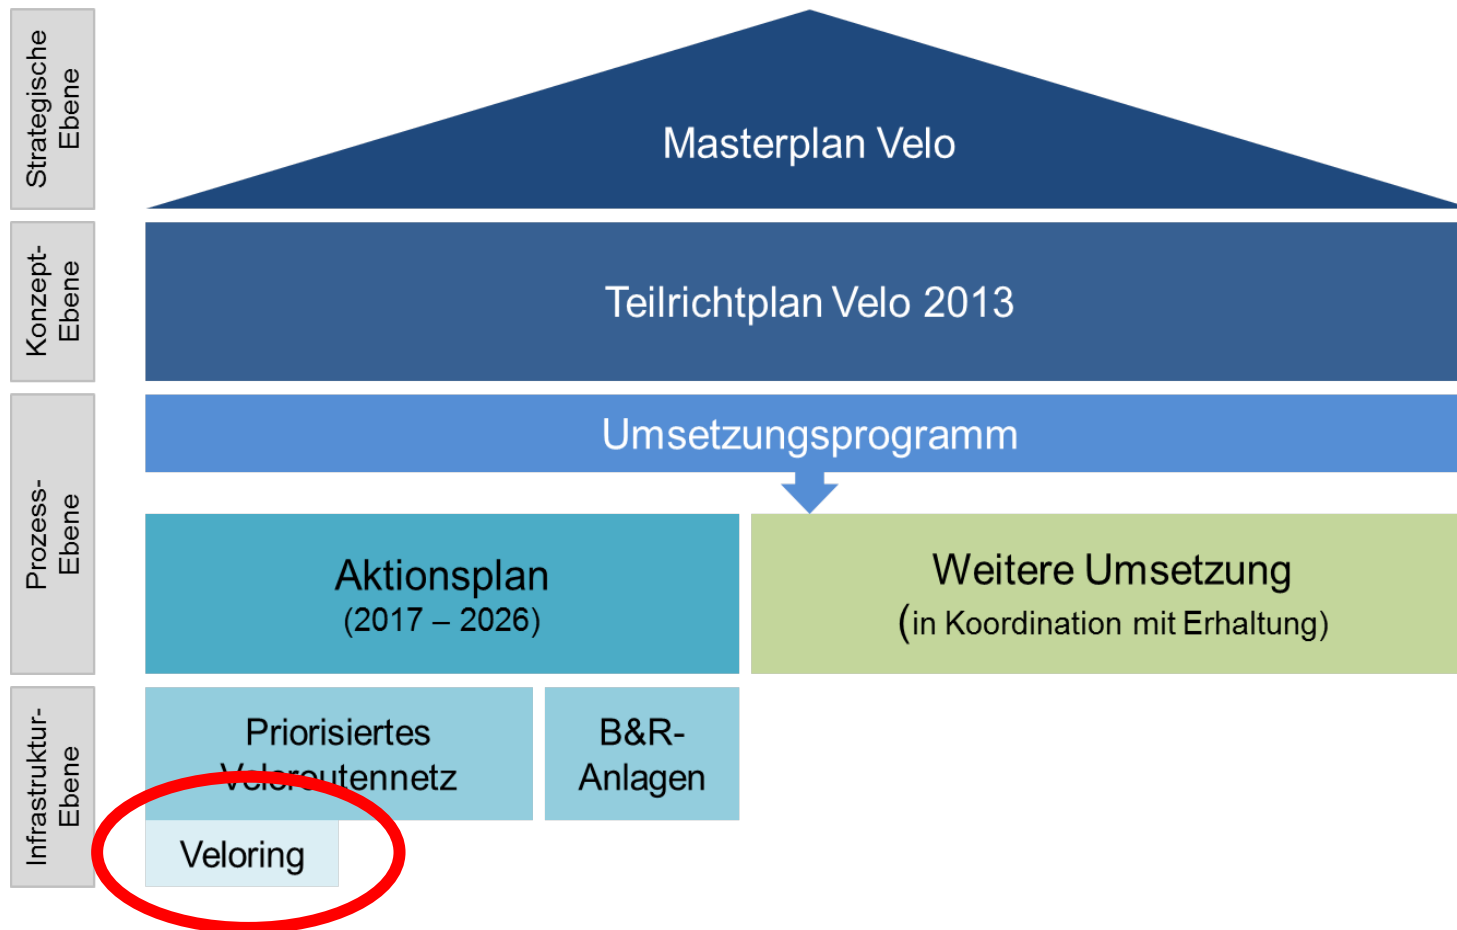 Strategische
Ebene
Masterplan Velo
Konzept-
Ebene
Teilrichtplan Velo 2013
Prozess-
Ebene
Umsetzungsprogramm
Aktionsplan
(2017 – 2026)
Weitere Umsetzung
(in Koordination mit Erhaltung)
Infrastruktur-
Ebene
Priorisiertes
Veloroutennetz
B&R-
Anlagen
Veloring